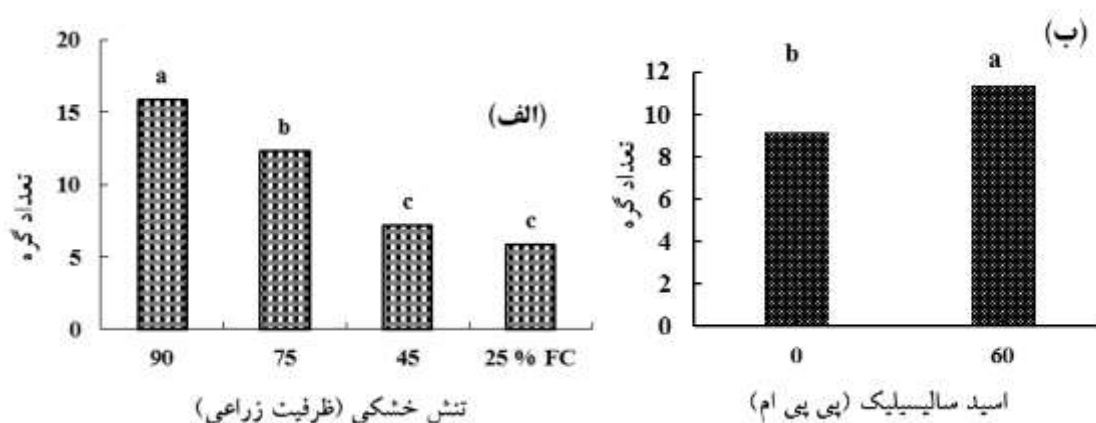 (الف)
تعداد گره
20
15
10
5
0
a
b
c
c
90 75 45 25 % FC
تنش خشکی (ظرفیت زراعی)
(ب)
تعداد گره
12
10
8
6
4
2
0
b
a
0 60
اسید سالیسیلیک (پی پی ام)